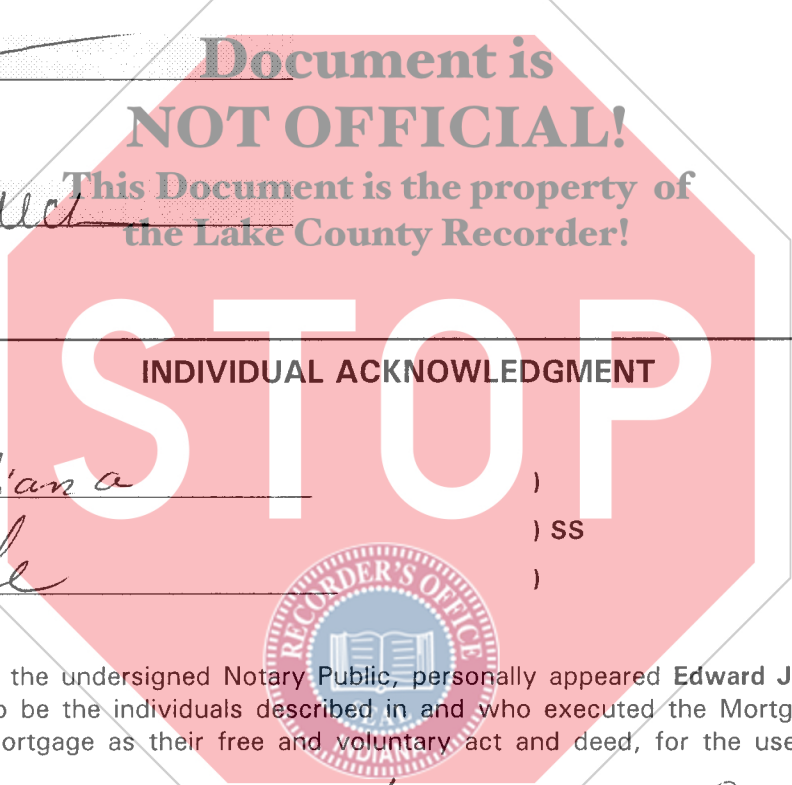 Document is
NOT OFFICIAL!
This Document is the property of
the Lake County Recorder!
STOP
INDIVIDUAL ACKNOWLEDGMENT
)
) SS
)
RECORDER'S OFFICE
SEAL
INDIANA
the undersigned Notary Public, personally appeared Edward J
be the individuals described in and who executed the Mortg
ortgage as their free and voluntary act and deed, for the use